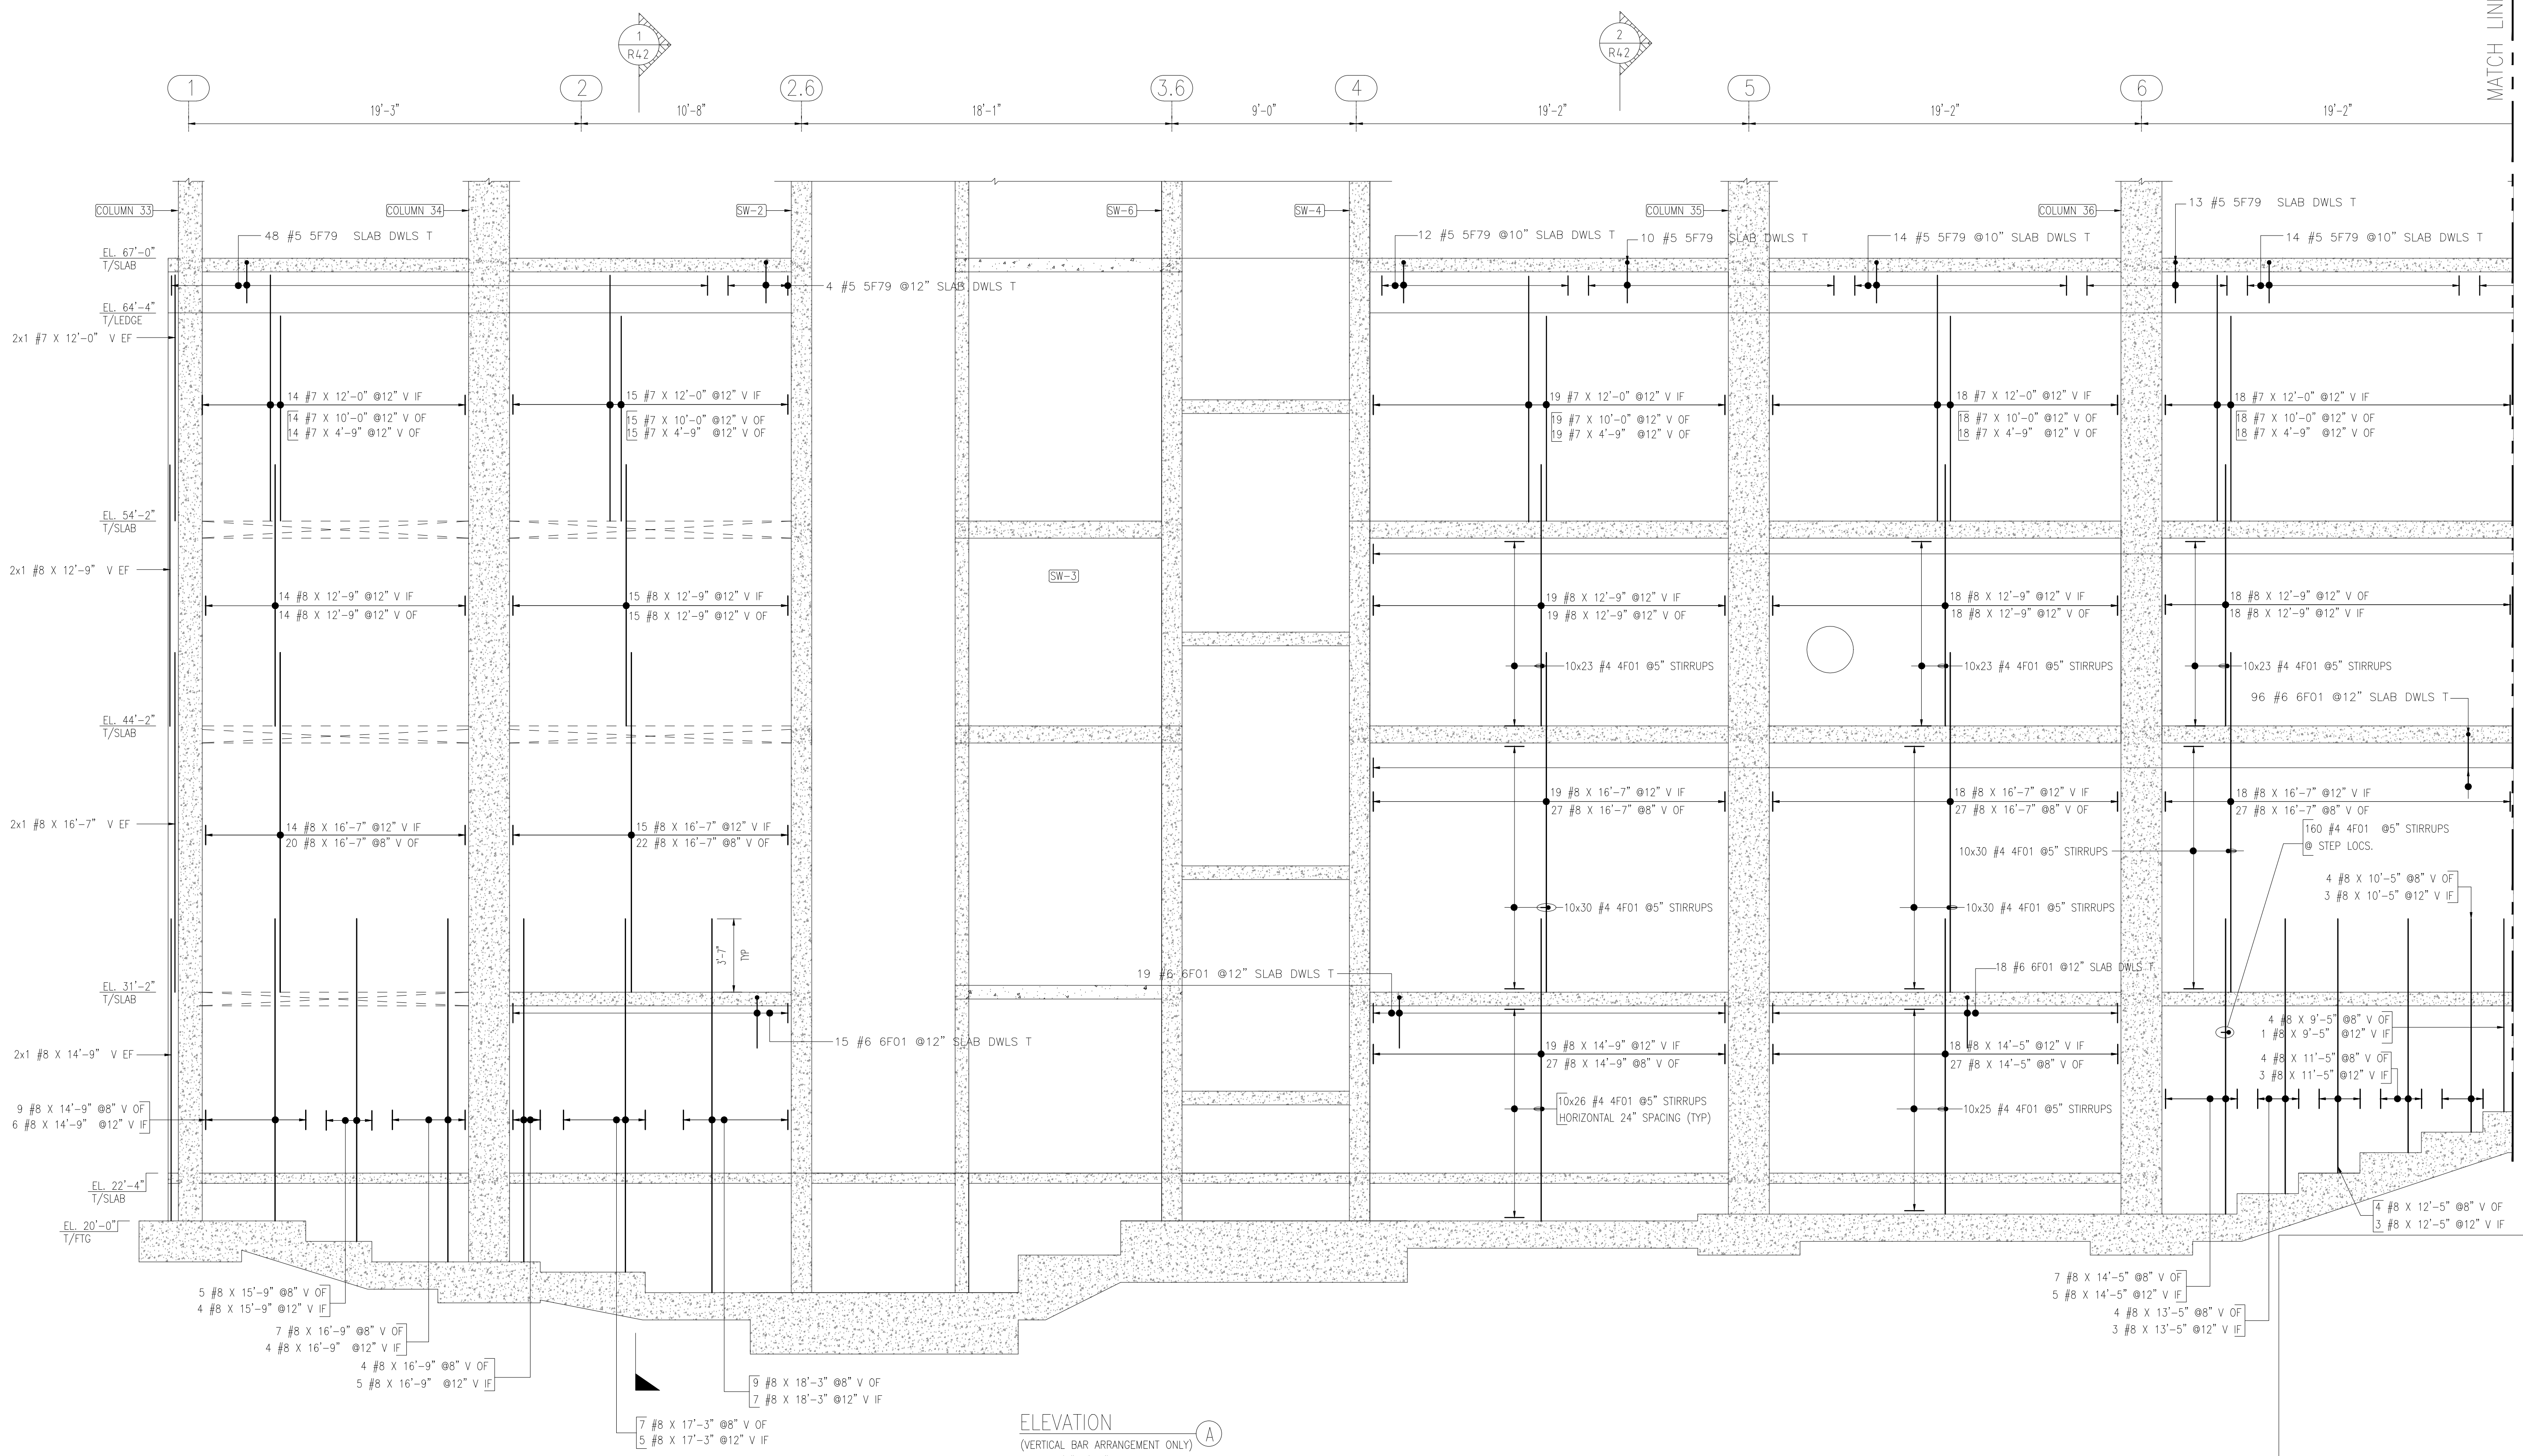 MATCH LINE
1
R42
2
R42
1
2
2.6
3.6
4
5
6
19'-3"
10'-8"
18'-1"
9'-0"
19'-2"
19'-2"
19'-2"
COLUMN 33
COLUMN 34
SW-2
SW-6
SW-4
COLUMN 35
COLUMN 36
13 #5 5F79 SLAB DWLS T
48 #5 5F79 SLAB DWLS T
12 #5 5F79 @10" SLAB DWLS T
10 #5 5F79 SLAB DWLS T
14 #5 5F79 @10" SLAB DWLS T
14 #5 5F79 @10" SLAB DWLS T
EL. 67'-0"
T/SLAB
4 #5 5F79 @12" SLAB DWLS T
EL. 64'-4"
T/LEDGE
2x1 #7 X 12'-0" V EF
14 #7 X 12'-0" @12" V IF
14 #7 X 10'-0" @12" V OF
14 #7 X 4'-9" @12" V OF
15 #7 X 12'-0" @12" V IF
15 #7 X 10'-0" @12" V OF
15 #7 X 4'-9" @12" V OF
19 #7 X 12'-0" @12" V IF
19 #7 X 10'-0" @12" V OF
19 #7 X 4'-9" @12" V OF
18 #7 X 12'-0" @12" V IF
18 #7 X 10'-0" @12" V OF
18 #7 X 4'-9" @12" V OF
18 #7 X 12'-0" @12" V IF
18 #7 X 10'-0" @12" V OF
18 #7 X 4'-9" @12" V OF
EL. 54'-2"
T/SLAB
2x1 #8 X 12'-9" V EF
SW-3
14 #8 X 12'-9" @12" V IF
14 #8 X 12'-9" @12" V OF
15 #8 X 12'-9" @12" V IF
15 #8 X 12'-9" @12" V OF
19 #8 X 12'-9" @12" V IF
19 #8 X 12'-9" @12" V OF
18 #8 X 12'-9" @12" V IF
18 #8 X 12'-9" @12" V OF
18 #8 X 12'-9" @12" V OF
18 #8 X 12'-9" @12" V IF
10x23 #4 4F01 @5" STIRRUPS
10x23 #4 4F01 @5" STIRRUPS
10x23 #4 4F01 @5" STIRRUPS
96 #6 6F01 @12" SLAB DWLS T
EL. 44'-2"
T/SLAB
2x1 #8 X 16'-7" V EF
14 #8 X 16'-7" @12" V IF
20 #8 X 16'-7" @8" V OF
15 #8 X 16'-7" @12" V IF
22 #8 X 16'-7" @8" V OF
19 #8 X 16'-7" @12" V IF
27 #8 X 16'-7" @8" V OF
18 #8 X 16'-7" @12" V IF
27 #8 X 16'-7" @8" V OF
18 #8 X 16'-7" @12" V IF
27 #8 X 16'-7" @8" V OF
160 #4 4F01 @5" STIRRUPS
@ STEP LOCS.
10x30 #4 4F01 @5" STIRRUPS
4 #8 X 10'-5" @8" V OF
3 #8 X 10'-5" @12" V IF
10x30 #4 4F01 @5" STIRRUPS
10x30 #4 4F01 @5" STIRRUPS
3'-7"
TYP
19 #6 6F01 @12" SLAB DWLS T
18 #6 6F01 @12" SLAB DWLS T
EL. 31'-2"
T/SLAB
15 #6 6F01 @12" SLAB DWLS T
4 #8 X 9'-5" @8" V OF
1 #8 X 9'-5" @12" V IF
2x1 #8 X 14'-9" V EF
19 #8 X 14'-9" @12" V IF
27 #8 X 14'-9" @8" V OF
18 #8 X 14'-5" @12" V IF
27 #8 X 14'-5" @8" V OF
4 #8 X 11'-5" @8" V OF
3 #8 X 11'-5" @12" V IF
9 #8 X 14'-9" @8" V OF
6 #8 X 14'-9" @12" V IF
10x26 #4 4F01 @5" STIRRUPS
HORIZONTAL 24" SPACING (TYP)
10x25 #4 4F01 @5" STIRRUPS
EL. 22'-4"
T/SLAB
EL. 20'-0"
T/FTG
4 #8 X 12'-5" @8" V OF
3 #8 X 12'-5" @12" V IF
5 #8 X 15'-9" @8" V OF
4 #8 X 15'-9" @12" V IF
7 #8 X 14'-5" @8" V OF
5 #8 X 14'-5" @12" V IF
7 #8 X 16'-9" @8" V OF
4 #8 X 16'-9" @12" V IF
4 #8 X 13'-5" @8" V OF
3 #8 X 13'-5" @12" V IF
4 #8 X 16'-9" @8" V OF
5 #8 X 16'-9" @12" V IF
9 #8 X 18'-3" @8" V OF
7 #8 X 18'-3" @12" V IF
7 #8 X 17'-3" @8" V OF
5 #8 X 17'-3" @12" V IF
ELEVATION
A
(VERTICAL BAR ARRANGEMENT ONLY)